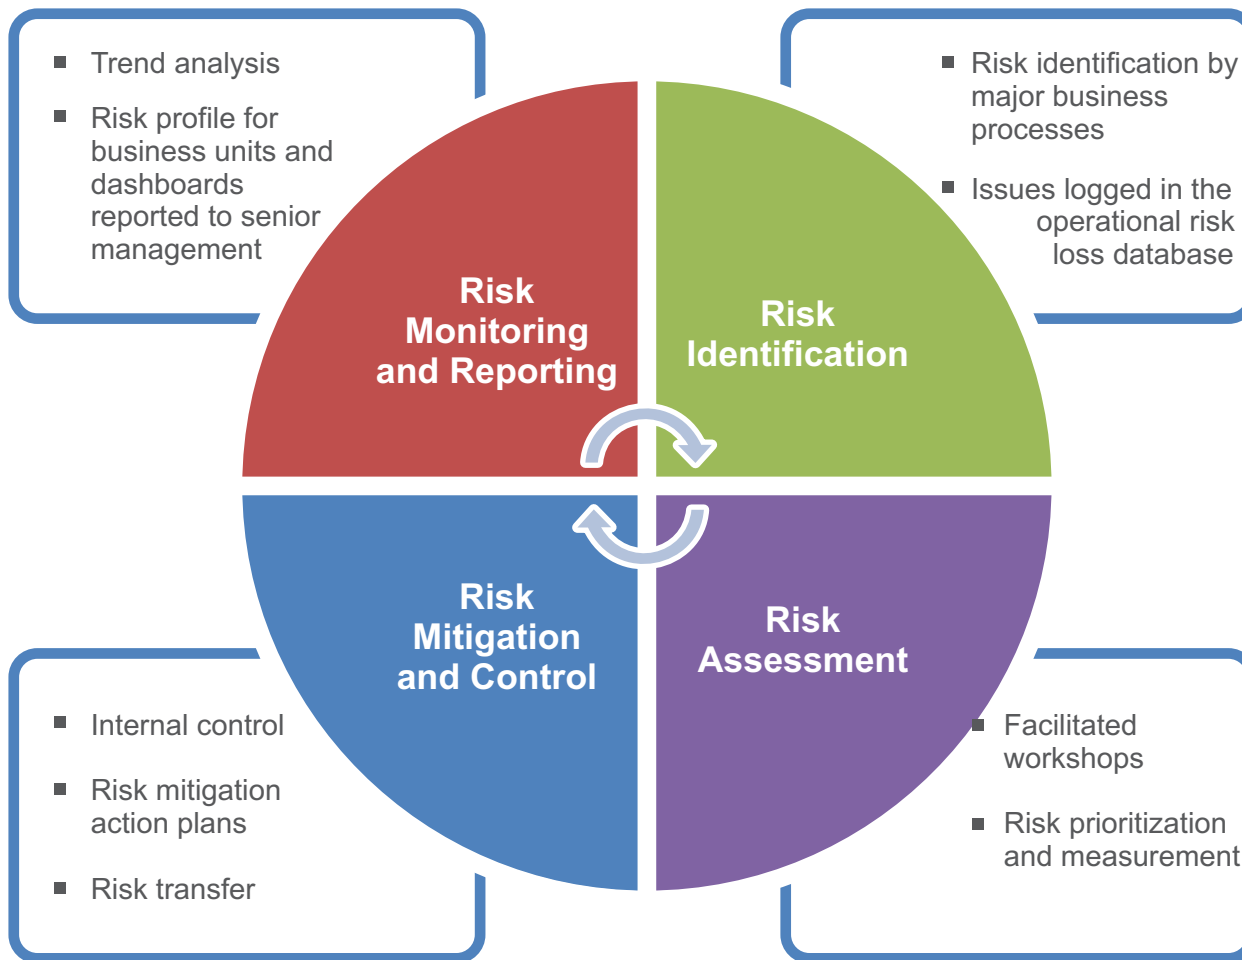 Trend analysis
Risk profile for
business units and
dashboards
reported to senior
management
Risk identification by
major business
processes
Issues logged in the
operational risk
loss database
Risk
Monitoring
and Reporting
Risk
Identification
Risk
Mitigation
and Control
Risk
Assessment
Internal control
Risk mitigation
action plans
Risk transfer
Facilitated
workshops
Risk prioritization
and measurement